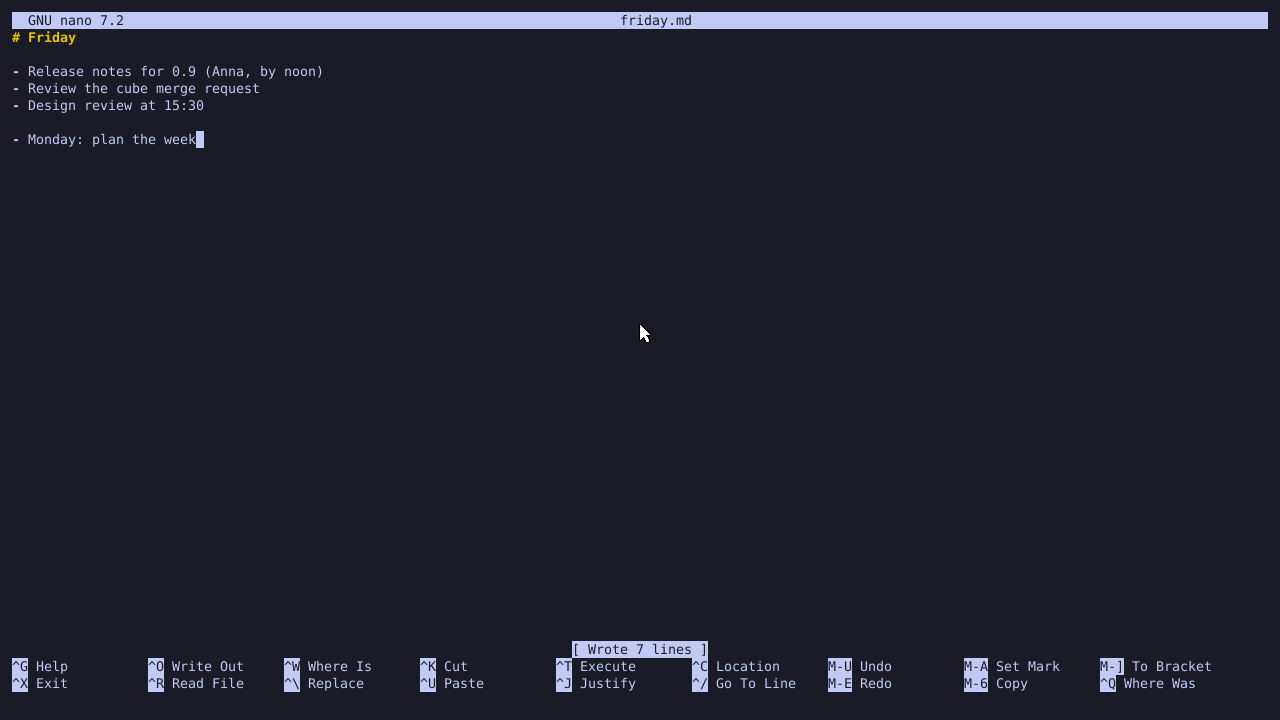 GNU nano 7.2 friday.md
# Friday
- Release notes for 0.9 (Anna, by noon)
- Review the cube merge request
- Design review at 15:30
- Monday: plan the week
[ Wrote 7 lines ]
^G Help ^O Write Out ^W Where Is ^K Cut ^T Execute ^C Location M-U Undo M-A Set Mark M-] To Bracket
^X Exit ^R Read File ^\ Replace ^U Paste ^J Justify ^/ Go To Line M-E Redo M-6 Copy ^Q Where Was